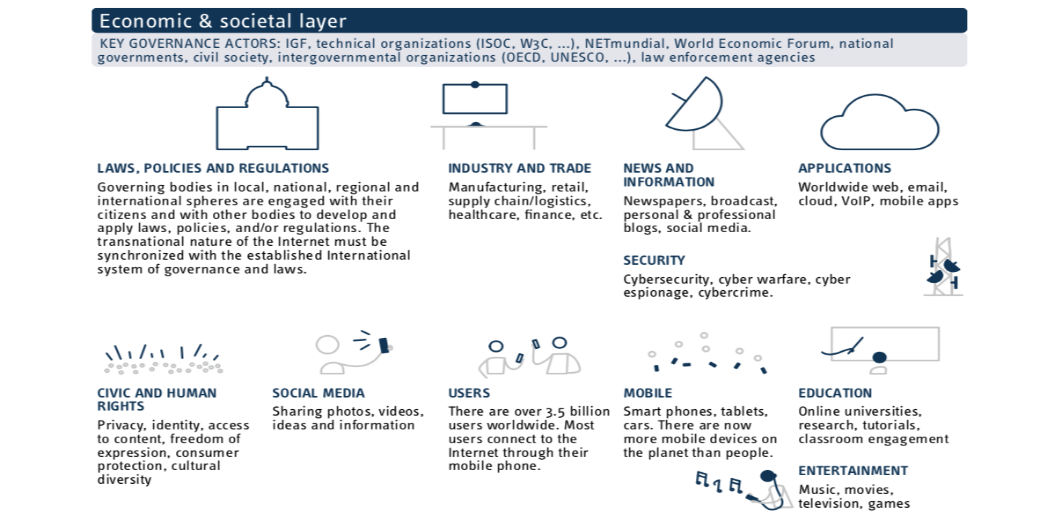 Economic & societal layer
KEY GOVERNANCE ACTORS: IGF, technical organizations (ISOC, W3C, ...), NETmundial, World Economic Forum, national
governments, civil society, intergovernmental organizations (OECD, UNESCO, ...), law enforcement agencies
LAWS, POLICIES AND REGULATIONS
Governing bodies in local, national, regional and
international spheres are engaged with their
citizens and with other bodies to develop and
apply laws, policies, and/or regulations. The
transnational nature of the Internet must be
synchronized with the established International
system of governance and laws.
INDUSTRY AND TRADE
Manufacturing, retail,
supply chain/logistics,
healthcare, finance, etc.
NEWS AND
INFORMATION
Newspapers, broadcast,
personal & professional
blogs, social media.
APPLICATIONS
Worldwide web, email,
cloud, VoIP, mobile apps
SECURITY
Cybersecurity, cyber warfare, cyber
espionage, cybercrime.
CIVIC AND HUMAN
RIGHTS
Privacy, identity, access
to content, freedom of
expression, consumer
protection, cultural
diversity
SOCIAL MEDIA
Sharing photos, videos,
ideas and information
USERS
There are over 3.5 billion
users worldwide. Most
users connect to the
Internet through their
mobile phone.
MOBILE
Smart phones, tablets,
cars. There are now
more mobile devices on
the planet than people.
EDUCATION
Online universities,
research, tutorials,
classroom engagement
ENTERTAINMENT
Music, movies,
television, games